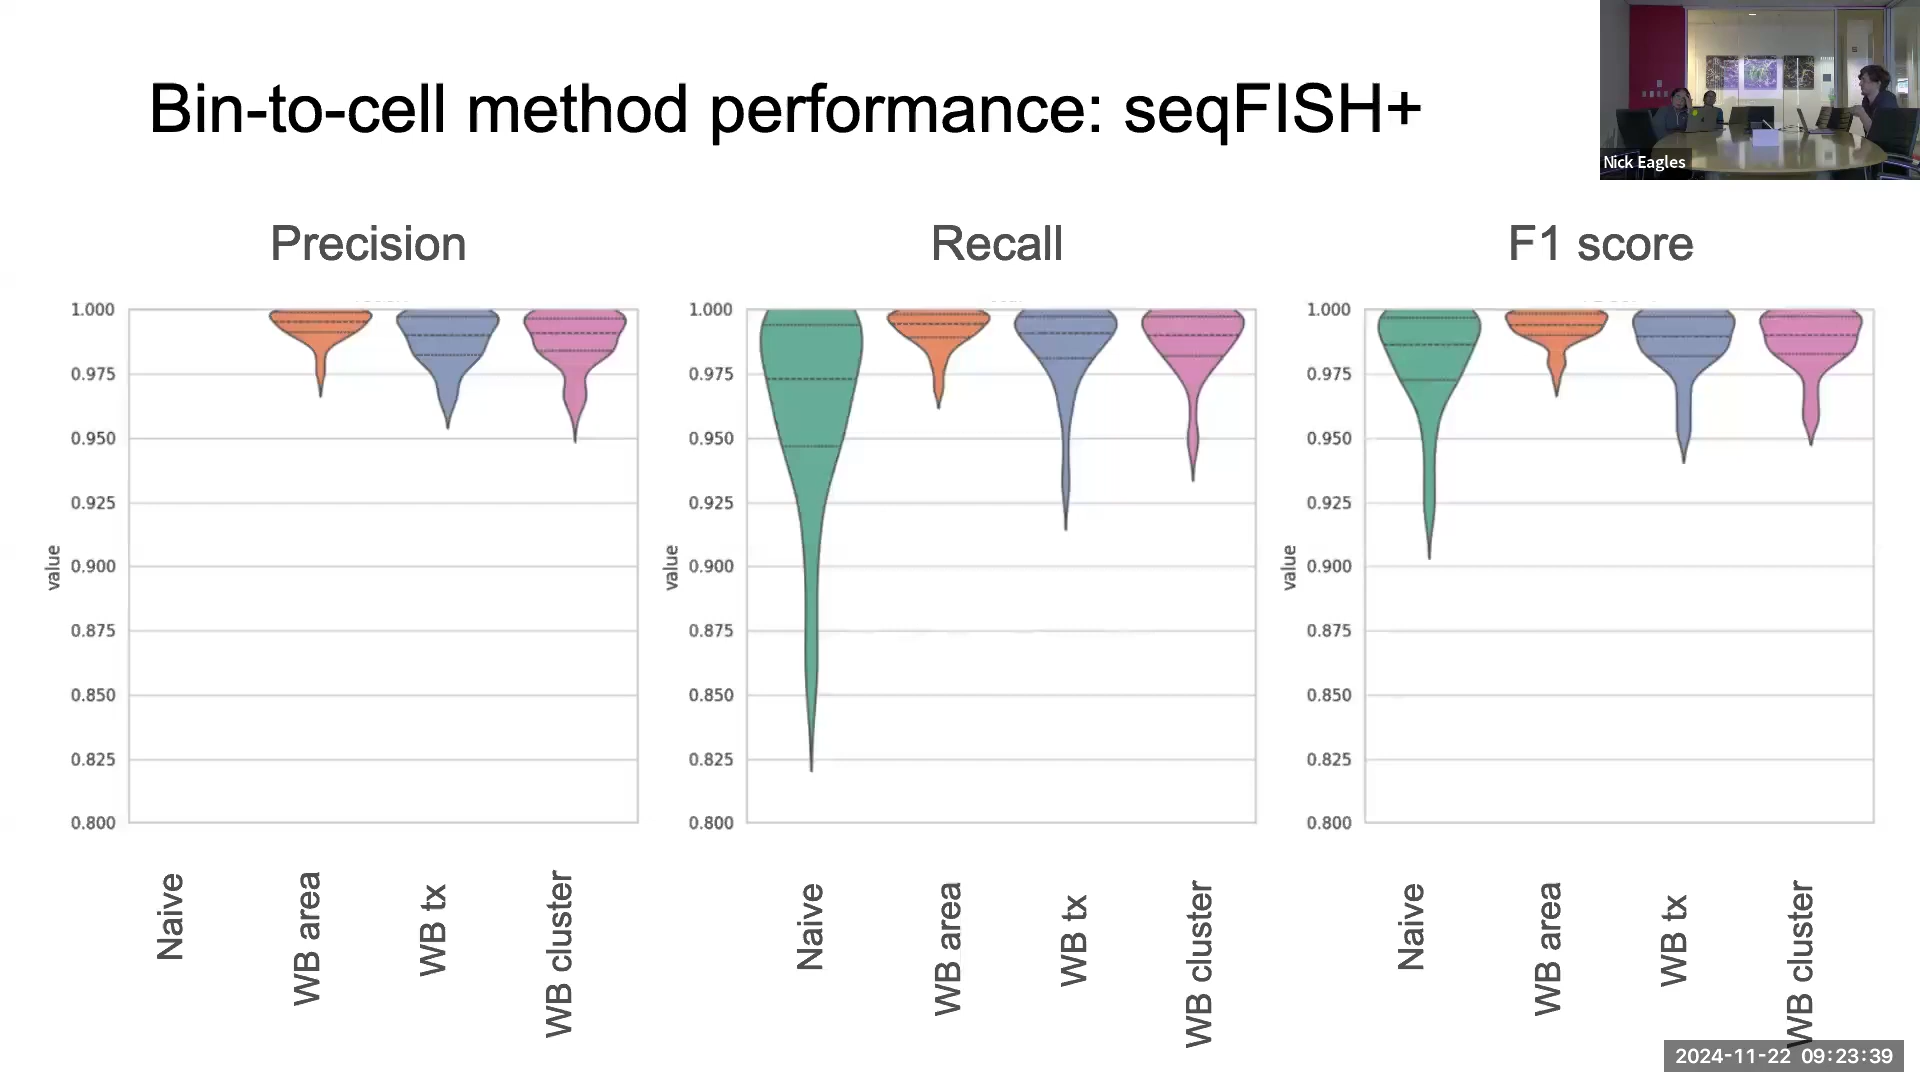 Bin-to-cell method performance: seqFISH+
Nick Eagles
Precision
Recall
F1 score
1.000
0.975
0.950
0.925
0.900
0.875
0.850
0.825
0.800
value
Naive
WB area
WB tx
WB cluster
1.000
0.975
0.950
0.925
0.900
0.875
0.850
0.825
0.800
value
Naive
WB area
WB tx
WB cluster
1.000
0.975
0.950
0.925
0.900
0.875
0.850
0.825
0.800
value
Naive
WB area
WB tx
WB cluster
2024-11-22 09:23:39